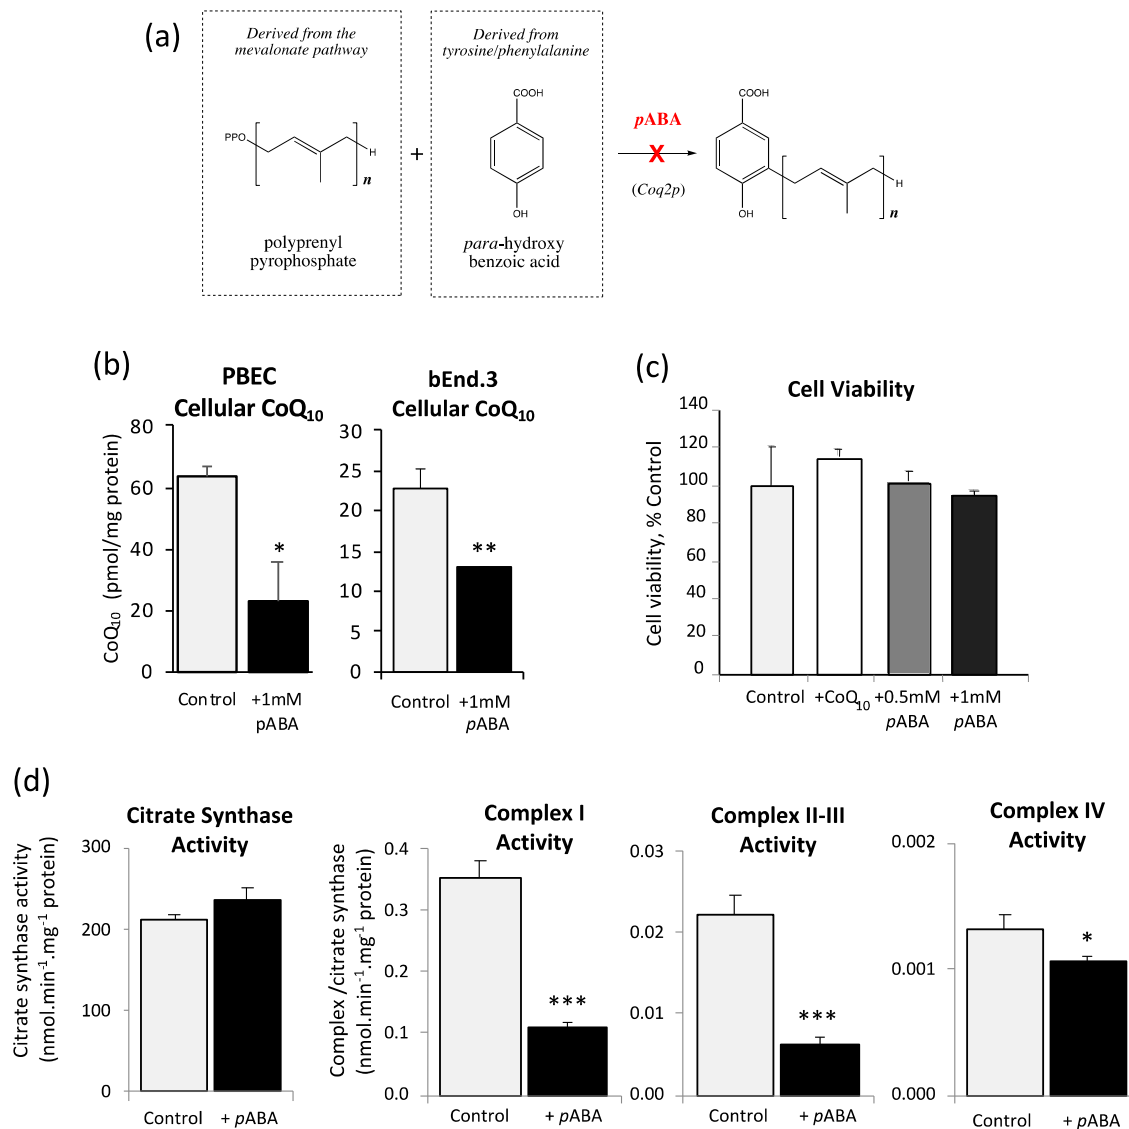 (a)
Derived from the
mevalonate pathway
PPO
H
n
polyprenyl
pyrophosphate
+
Derived from
tyrosine/phenylalanine
COOH
OH
para-hydroxy
benzoic acid
pABA
X
(Coq2p)
COOH
OH
H
n
(b)
PBEC
Cellular CoQ₁₀
CoQ₁₀ (pmol/mg protein)
80
60
40
20
0
*
Control
+1mM
pABA
bEnd.3
Cellular CoQ₁₀
30
25
20
15
10
5
0
**
Control
+1mM
pABA
(c)
Cell Viability
Cell viability, % Control
140
120
100
80
60
40
20
0
Control
+CoQ₁₀
+0.5mM
pABA
+1mM
pABA
(d)
Citrate Synthase
Activity
Citrate synthase activity
(nmol.min⁻¹.mg⁻¹ protein)
300
200
100
0
Control
+ pABA
Complex I
Activity
Complex /citrate synthase
(nmol.min⁻¹.mg⁻¹ protein)
0.4
0.3
0.2
0.1
0.0
***
Control
+ pABA
Complex II-III
Activity
0.03
0.02
0.01
0.00
***
Control
+ pABA
Complex IV
Activity
0.002
0.001
0.000
*
Control
+ pABA